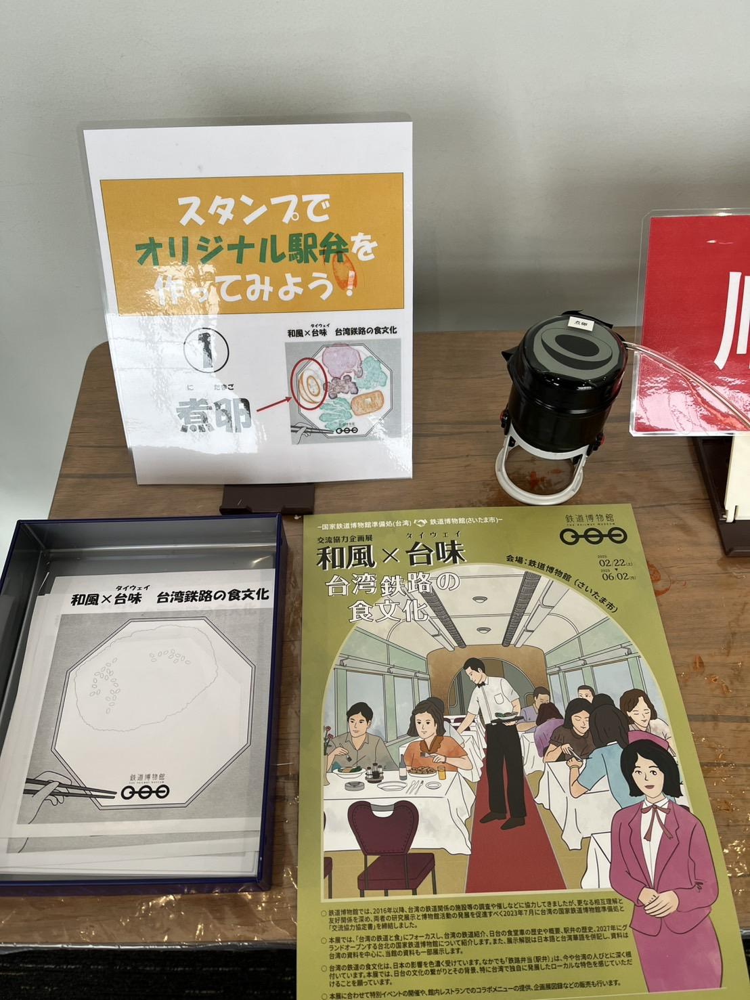 スタンプで
オリジナル駅弁を
作ってみよう!
1
に たまご
煮卵
タイウェイ
和風×台味 台湾鉄路の食文化
鉄道博物館
煮卵
タイウェイ
和風×台味 台湾鉄路の食文化
鉄道博物館
THE RAILWAY MUSEUM
−国家鉄道博物館準備処(台湾) 鉄道博物館(さいたま市)−
交流協力企画展
タイウェイ
和風×台味
台湾鉄路の
食文化
鉄道博物館
THE RAILWAY MUSEUM
会場:鉄道博物館(さいたま市)
2025
02/22(土)
2025
06/02(月)
○ 鉄道博物館では、2016年以降、台湾の鉄道関係の施設等の調査や催しなどに協力してきましたが、更なる相互理解と
友好関係を深め、両者の研究展示と博物館活動の発展を促進すべく2023年7月に台湾の国家鉄道博物館準備処と
「交流協力協定書」を締結しました。
○ 本展では、「台湾の鉄道と食」にフォーカスし、台湾の鉄道紹介、日台の食堂車の歴史や概要、駅弁の歴史、2027年にグ
ランドオープンする台北の国家鉄道博物館について紹介します。また、展示解説は日本語と台湾華語を併記し、資料は
台湾の資料を中心に、当館の資料も一部展示します。
○ 台湾の鉄道の食文化は、日本の影響を色濃く受けています。なかでも「鉄路弁当(駅弁)」は、今や台湾の人びとに深く根
付いています。本展では、日台の文化の繋がりとその背景、特に台湾で独自に発展したローカルな特色を感じていただ
けることを願っています。
○ 本展に合わせて特別イベントの開催や、館内レストランでのコラボメニューの提供、企画展図録などの販売も行います。